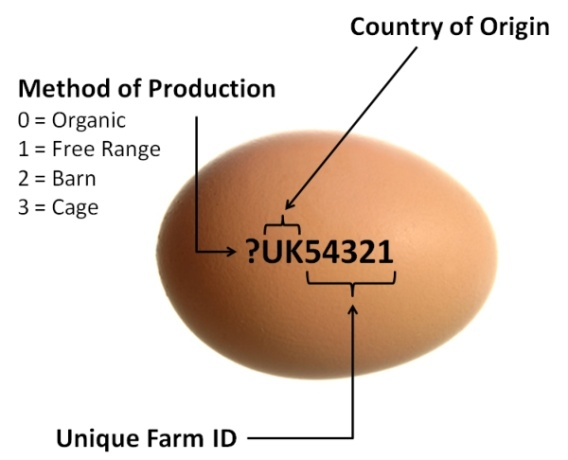 Country of Origin
Method of Production
0 = Organic
1 = Free Range
2 = Barn
3 = Cage
?UK54321
Unique Farm ID